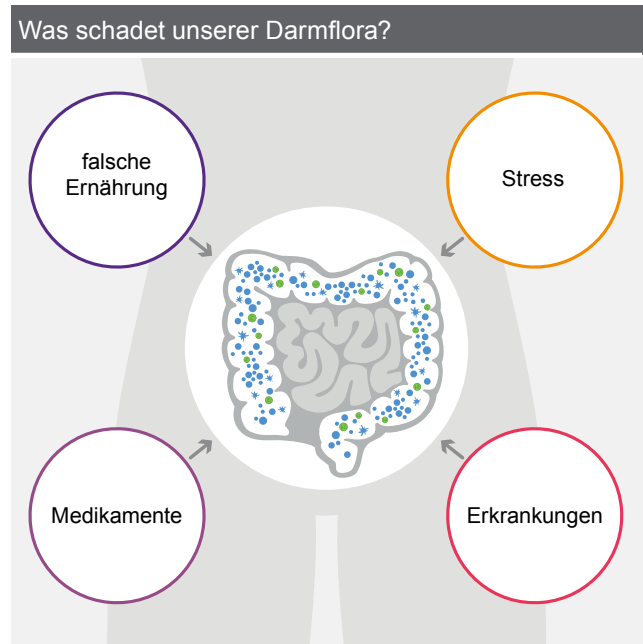 Was schadet unserer Darmflora?
falsche
Ernährung
Stress
Medikamente
Erkrankungen